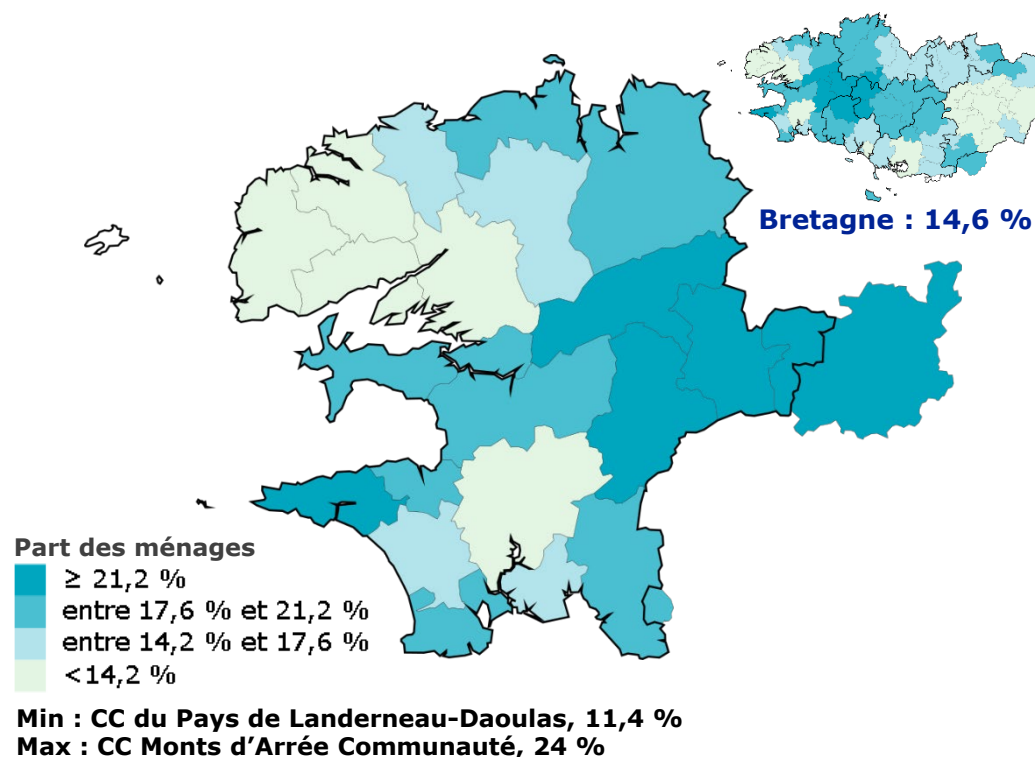 Bretagne : 14,6 %
Part des ménages
≥ 21,2 %
entre 17,6 % et 21,2 %
entre 14,2 % et 17,6 %
<14,2 %
Min : CC du Pays de Landerneau-Daoulas, 11,4 %
Max : CC Monts d’Arrée Communauté, 24 %